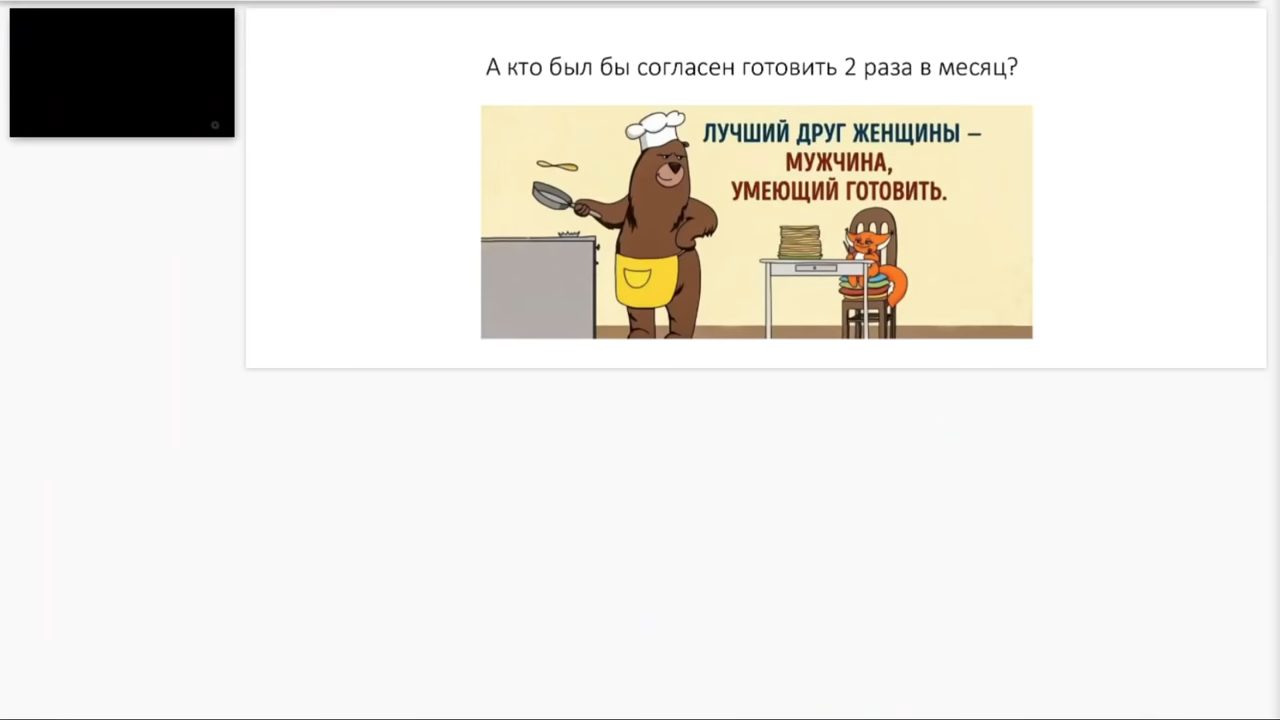 А кто был бы согласен готовить 2 раза в месяц?
ЛУЧШИЙ ДРУГ ЖЕНЩИНЫ –
МУЖЧИНА,
УМЕЮЩИЙ ГОТОВИТЬ.